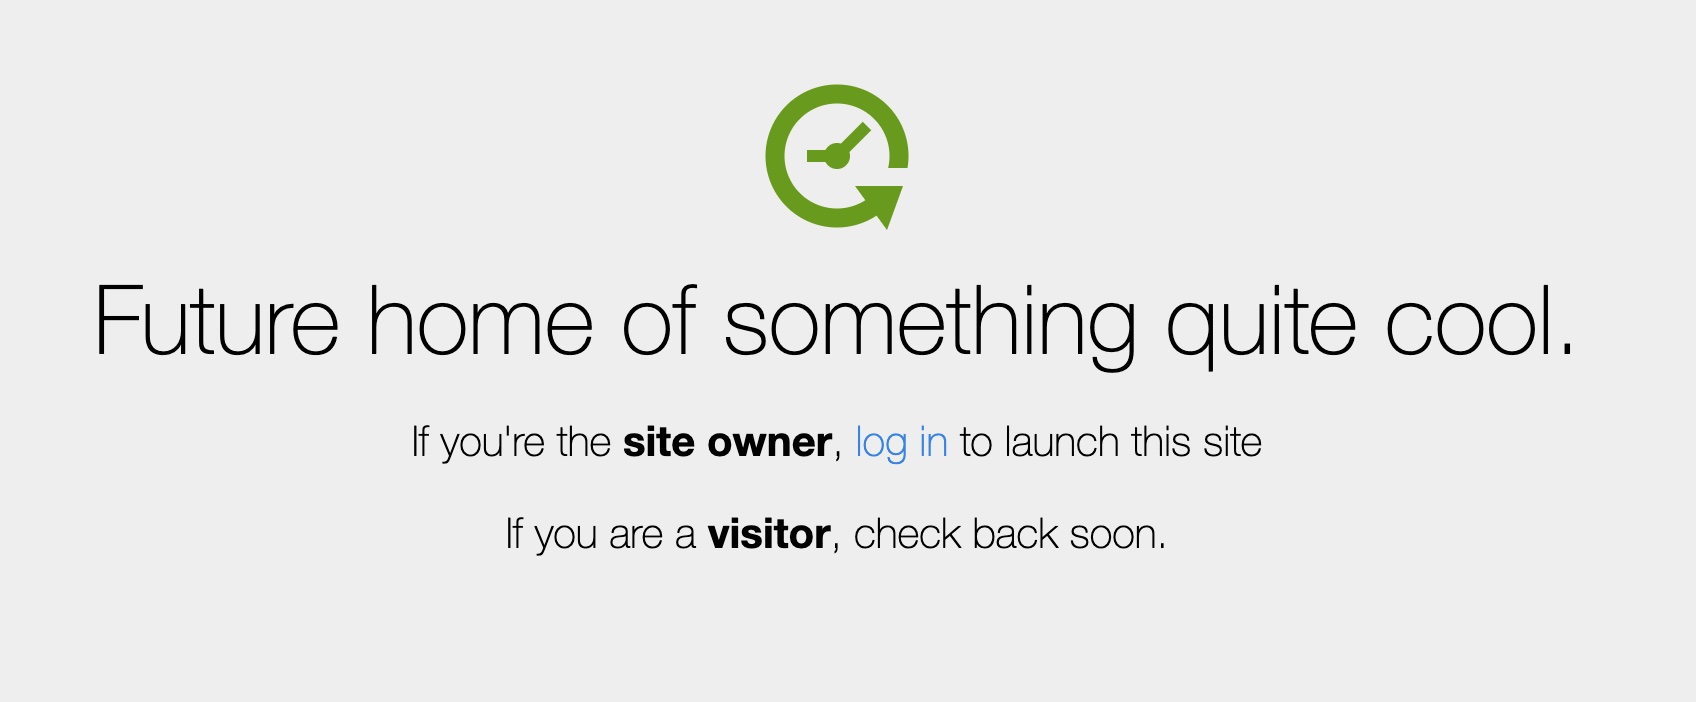 Future home of something quite cool.
If you're the site owner, log in to launch this site
If you are a visitor, check back soon.